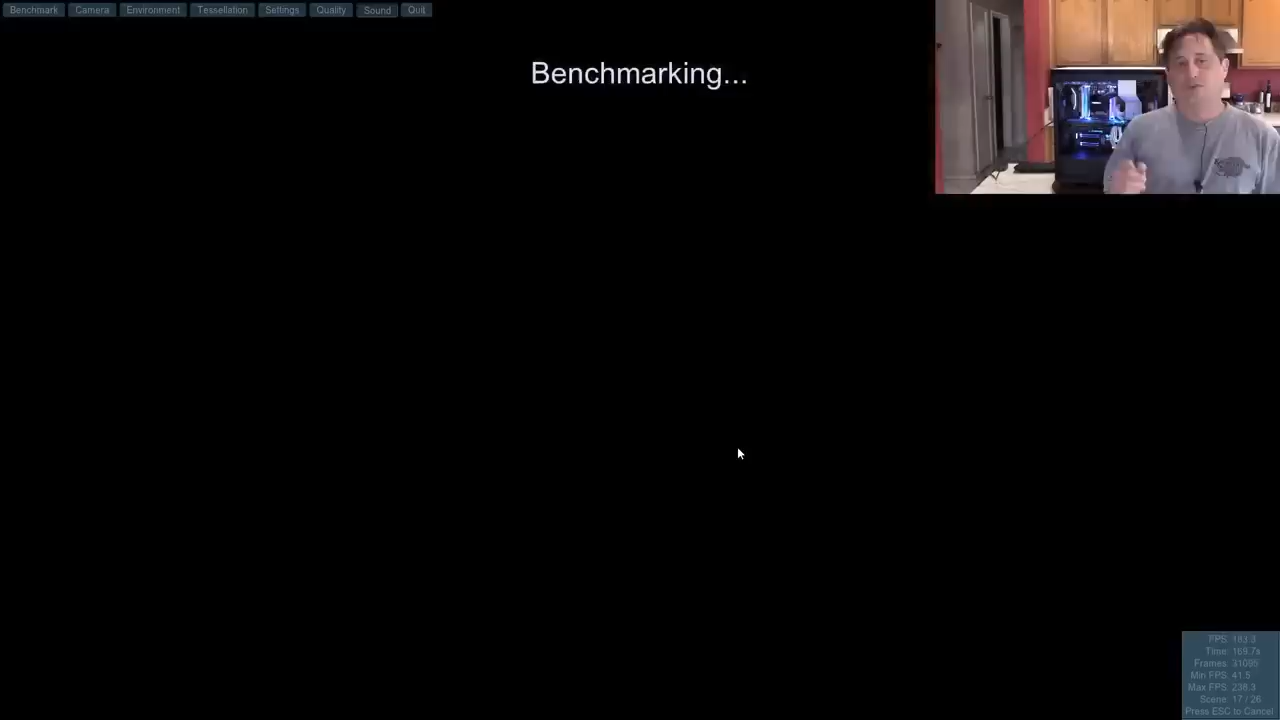 Benchmark Camera Environment Tessellation Settings Quality Sound Quit
Benchmarking...
FPS: 183.3
Time: 169.7s
Frames: 31095
Min FPS: 41.5
Max FPS: 238.3
Scene: 17 / 26
Press ESC to Cancel